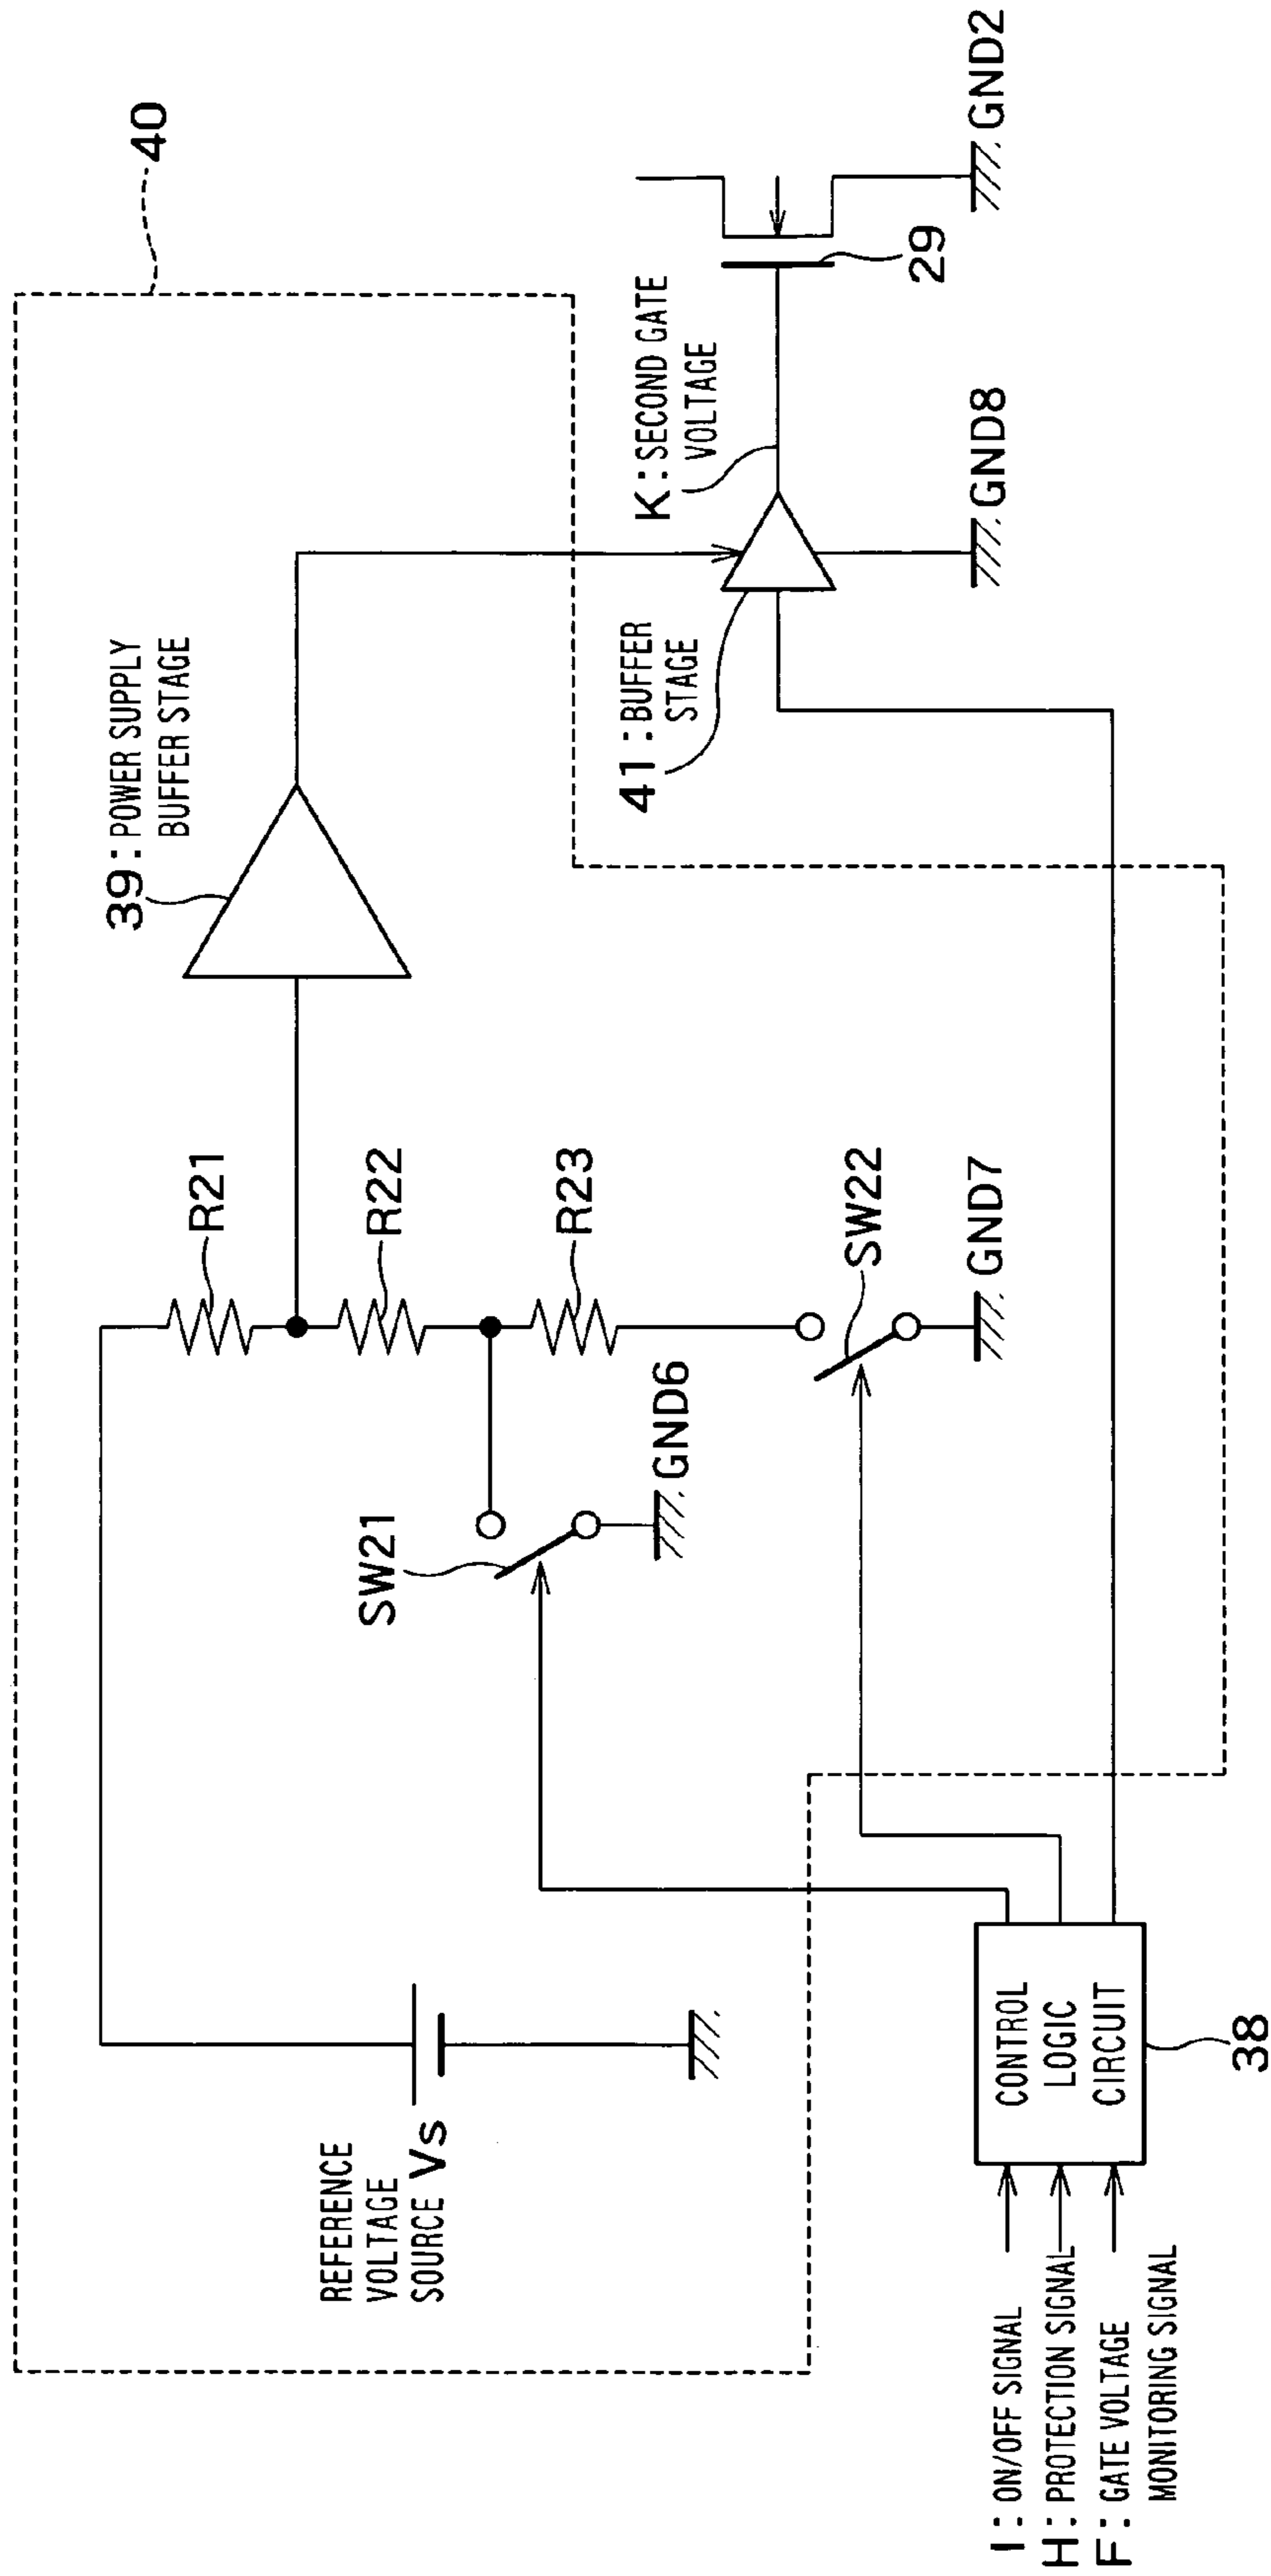 40
39 : POWER SUPPLY
BUFFER STAGE
R21
R22
R23
SW21
GND6
SW22
GND7
REFERENCE
VOLTAGE
SOURCE Vs
41 : BUFFER
STAGE
K : SECOND GATE
VOLTAGE
29
GND2
GND8
CONTROL
LOGIC
CIRCUIT
38
I : ON/OFF SIGNAL
H : PROTECTION SIGNAL
F : GATE VOLTAGE
MONITORING SIGNAL